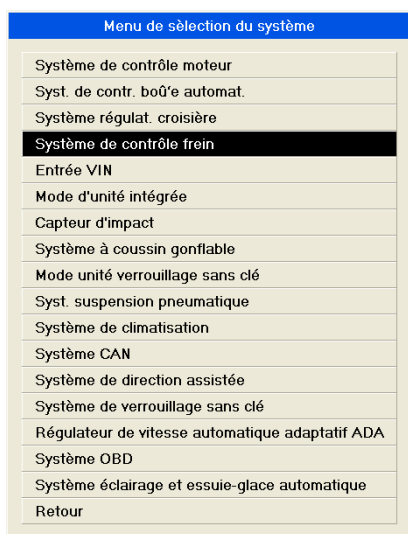 Menu de sèlection du système
Système de contrôle moteur
Syst. de contr. boû'e automat.
Système régulat. croisière
Système de contrôle frein
Entrée VIN
Mode d'unité intégrée
Capteur d'impact
Système à coussin gonflable
Mode unité verrouillage sans clé
Syst. suspension pneumatique
Système de climatisation
Système CAN
Système de direction assistée
Système de verrouillage sans clé
Régulateur de vitesse automatique adaptatif ADA
Système OBD
Système éclairage et essuie-glace automatique
Retour